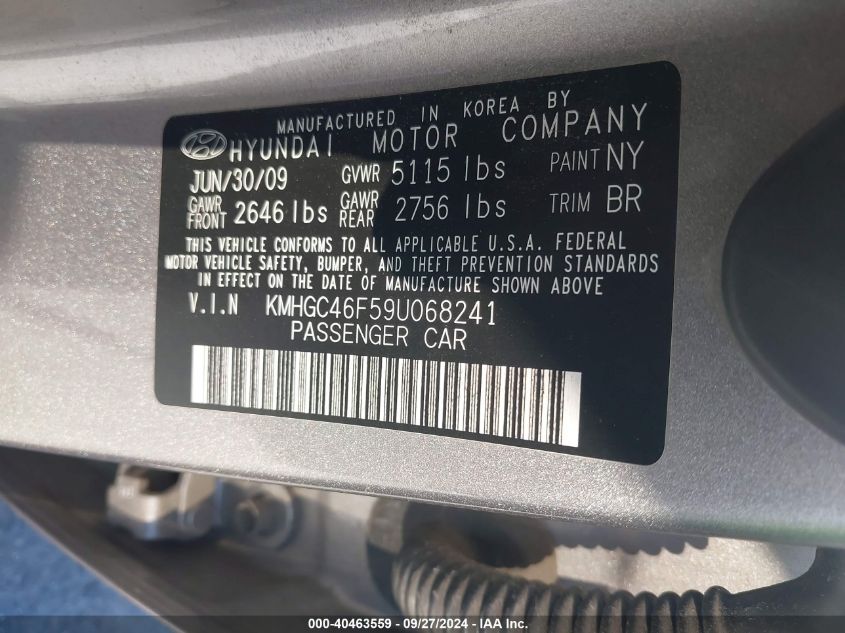 MANUFACTURED IN KOREA BY
HYUNDAI MOTOR COMPANY
JUN/30/09 GVWR 5115 lbs PAINT NY
GAWR FRONT 2646 lbs GAWR REAR 2756 lbs TRIM BR
THIS VEHICLE CONFORMS TO ALL APPLICABLE U.S.A. FEDERAL
MOTOR VEHICLE SAFETY, BUMPER, AND THEFT PREVENTION STANDARDS
IN EFFECT ON THE DATE OF MANUFACTURE SHOWN ABOVE
V.I.N KMHGC46F59U068241
PASSENGER CAR
000-40463559 - 09/27/2024 - IAA Inc.